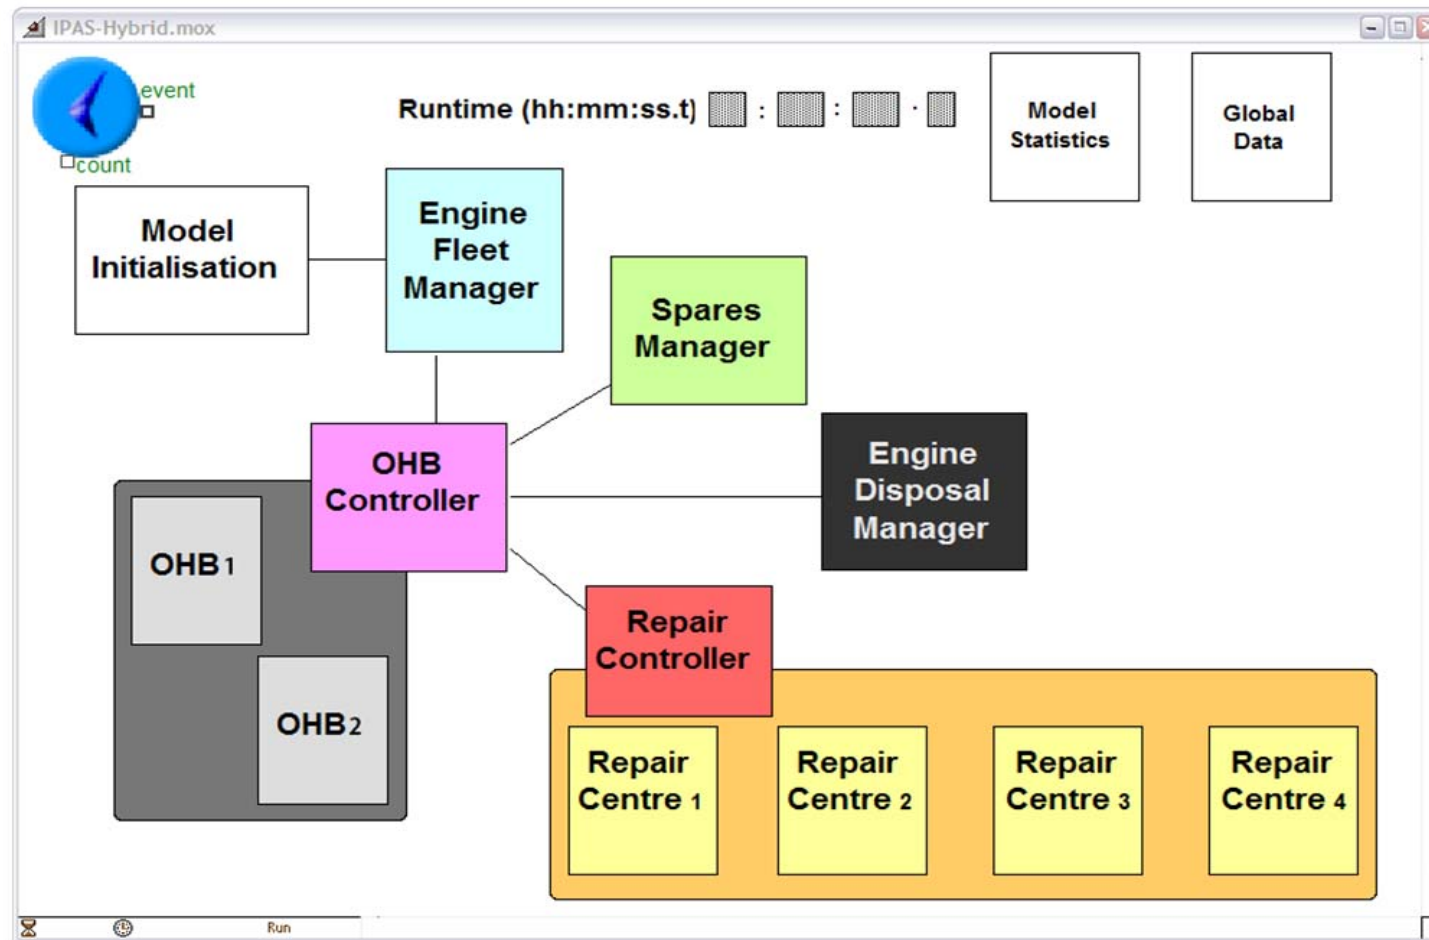 IPAS-Hybrid.mox
event
count
Runtime (hh:mm:ss.t) : : .
Model
Statistics
Global
Data
Model
Initialisation
Engine
Fleet
Manager
Spares
Manager
OHB
Controller
Engine
Disposal
Manager
OHB1
OHB2
Repair
Controller
Repair
Centre 1
Repair
Centre 2
Repair
Centre 3
Repair
Centre 4
Run